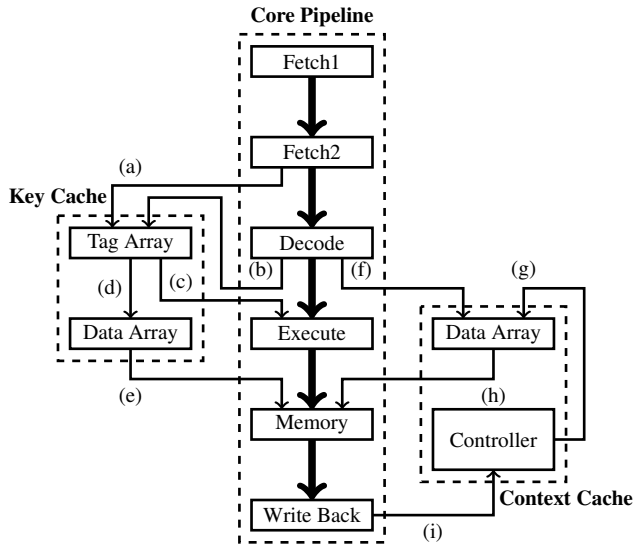 Core Pipeline
Fetch1
Fetch2
(a)
Key Cache
Tag Array
Decode
(b)
(f)
(g)
(d)
(c)
Data Array
Execute
Data Array
(e)
(h)
Memory
Controller
Write Back
Context Cache
(i)